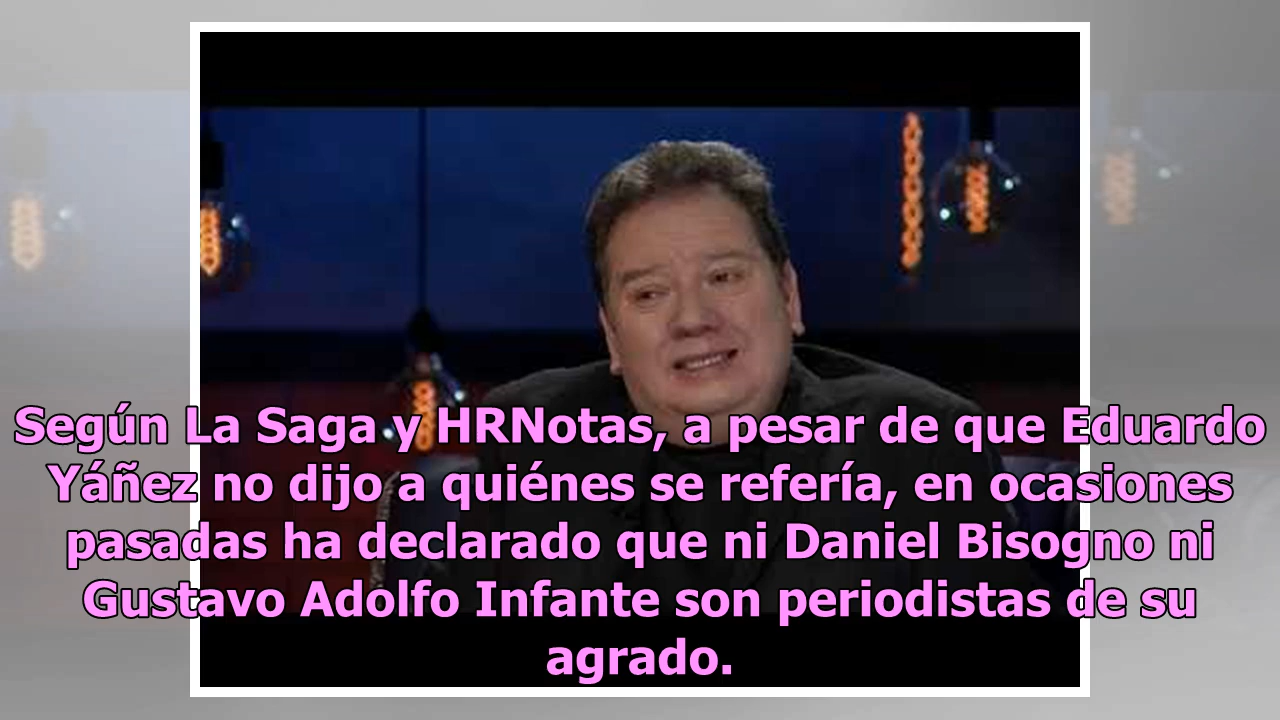 Según La Saga y HRNotas, a pesar de que Eduardo
Yáñez no dijo a quiénes se refería, en ocasiones
pasadas ha declarado que ni Daniel Bisogno ni
Gustavo Adolfo Infante son periodistas de su
agrado.